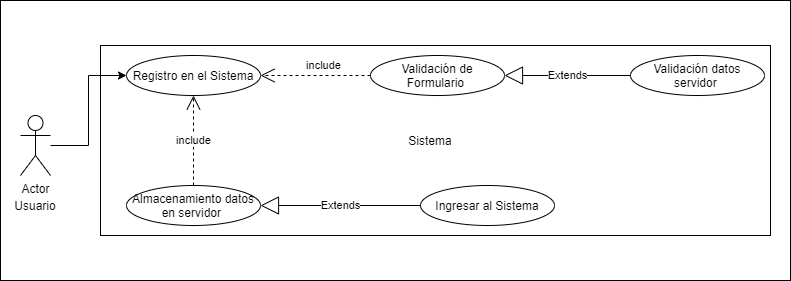 Registro en el Sistema
include
Validación de
Formulario
Extends
Validación datos
servidor
include
Sistema
Actor
Usuario
Almacenamiento datos
en servidor
Extends
Ingresar al Sistema